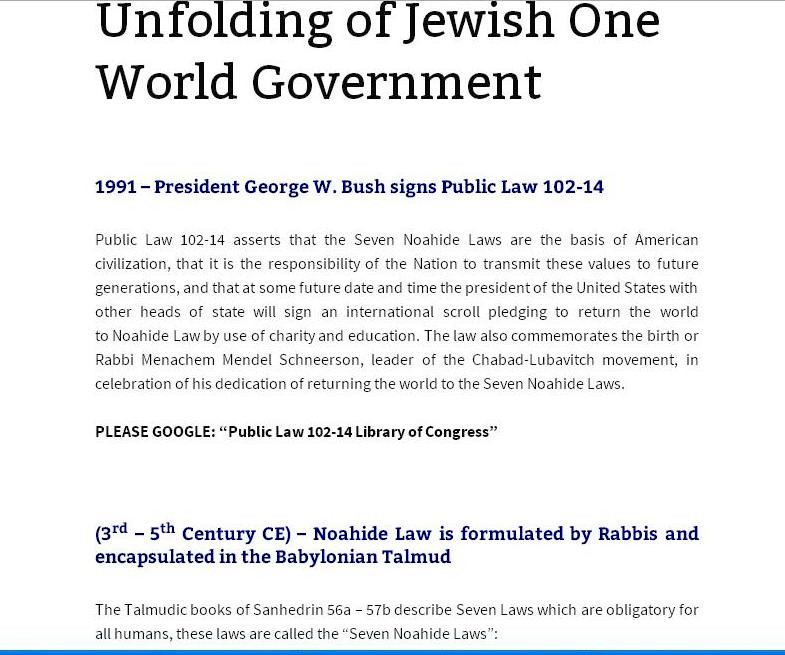 Unfolding of Jewish One
World Government
1991 – President George W. Bush signs Public Law 102-14
Public Law 102-14 asserts that the Seven Noahide Laws are the basis of American
civilization, that it is the responsibility of the Nation to transmit these values to future
generations, and that at some future date and time the president of the United States with
other heads of state will sign an international scroll pledging to return the world
to Noahide Law by use of charity and education. The law also commemorates the birth or
Rabbi Menachem Mendel Schneerson, leader of the Chabad-Lubavitch movement, in
celebration of his dedication of returning the world to the Seven Noahide Laws.
PLEASE GOOGLE: “Public Law 102-14 Library of Congress”
(3rd – 5th Century CE) – Noahide Law is formulated by Rabbis and
encapsulated in the Babylonian Talmud
The Talmudic books of Sanhedrin 56a – 57b describe Seven Laws which are obligatory for
all humans, these laws are called the “Seven Noahide Laws”: